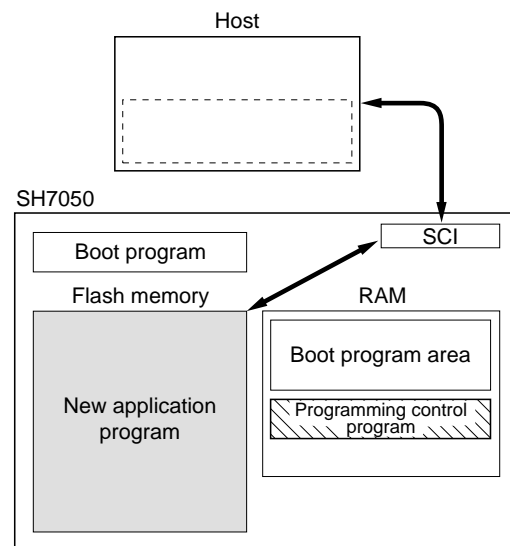 Host
SH7050
SCI
Boot program
Flash memory
RAM
Boot program area
New application
program
Programming control
program